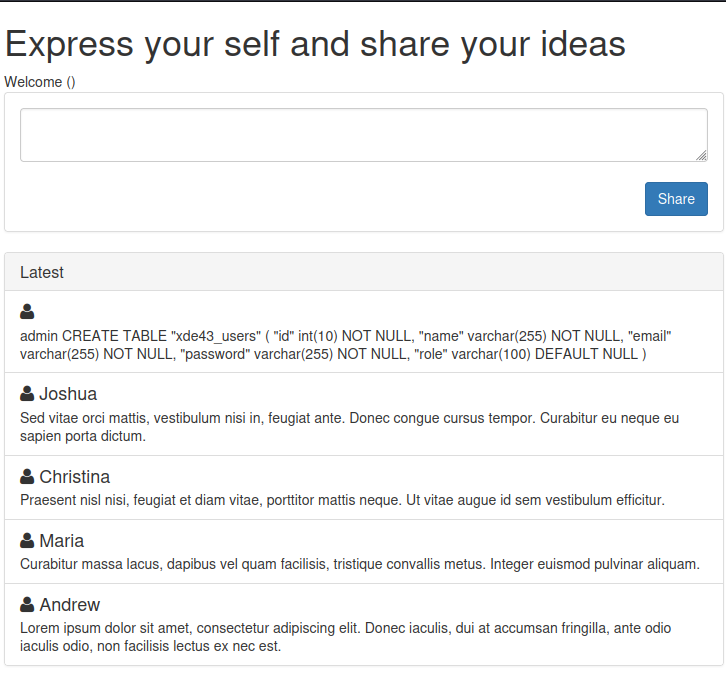 Express your self and share your ideas
Welcome ()
Share
Latest
admin CREATE TABLE "xde43_users" ( "id" int(10) NOT NULL, "name" varchar(255) NOT NULL, "email"
varchar(255) NOT NULL, "password" varchar(255) NOT NULL, "role" varchar(100) DEFAULT NULL )
Joshua
Sed vitae orci mattis, vestibulum nisi in, feugiat ante. Donec congue cursus tempor. Curabitur eu neque eu
sapien porta dictum.
Christina
Praesent nisl nisi, feugiat et diam vitae, porttitor mattis neque. Ut vitae augue id sem vestibulum efficitur.
Maria
Curabitur massa lacus, dapibus vel quam facilisis, tristique convallis metus. Integer euismod pulvinar aliquam.
Andrew
Lorem ipsum dolor sit amet, consectetur adipiscing elit. Donec iaculis, dui at accumsan fringilla, ante odio
iaculis odio, non facilisis lectus ex nec est.